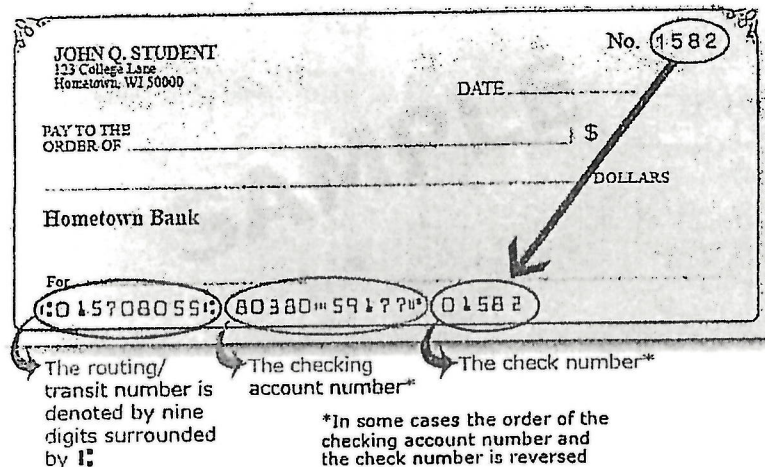 JOHN Q. STUDENT
123 College Lane
Hometown, WI 50000
No. 1582
DATE
PAY TO THE
ORDER OF
$
DOLLARS
Hometown Bank
For
⑆015708055⑆ 80380⑉59177⑈ 01582
The routing/
transit number is
denoted by nine
digits surrounded
by ⑆
The checking
account number*
The check number*
*In some cases the order of the
checking account number and
the check number is reversed